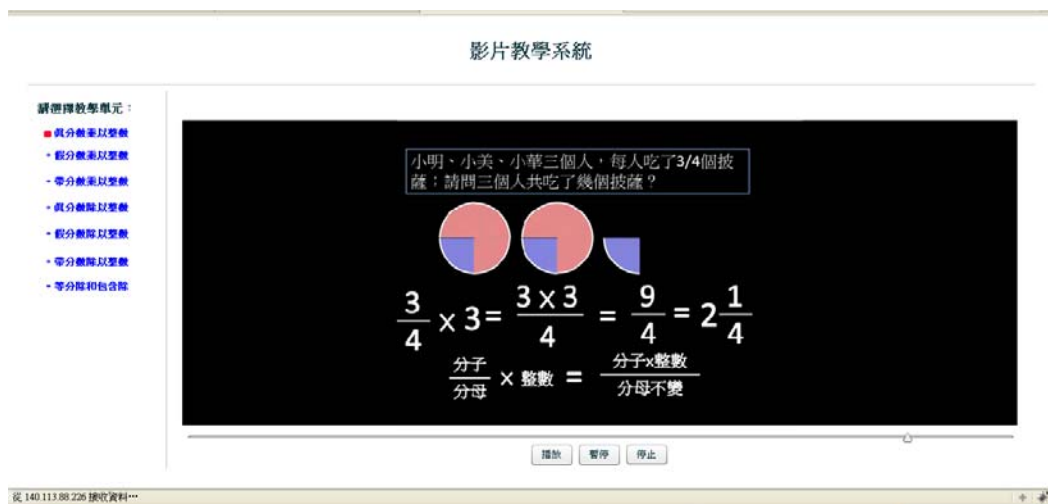 影片教學系統
請選擇教學單元：
真分數乘以整數
假分數乘以整數
帶分數乘以整數
真分數除以整數
假分數除以整數
帶分數除以整數
等分除和包含除
小明、小美、小華三個人，每人吃了3/4個披
薩；請問三個人共吃了幾個披薩？
3/4 x 3 = 3 x 3/4 = 9/4 = 2 1/4
分子/分母 x 整數 = 分子x整數/分母不變
播放 暫停 停止
從 140.113.88.226 接收資料…